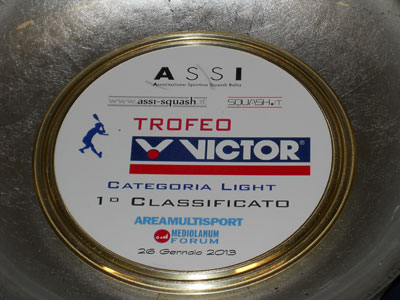 ASSI
Associazione Sportiva Squash Italia
www.assi-squash.it SQUASH.IT
TROFEO
VICTOR®
CATEGORIA LIGHT
1º CLASSIFICATO
AREAMULTISPORT
MEDIOLANUM
FORUM
26 Gennaio 2013